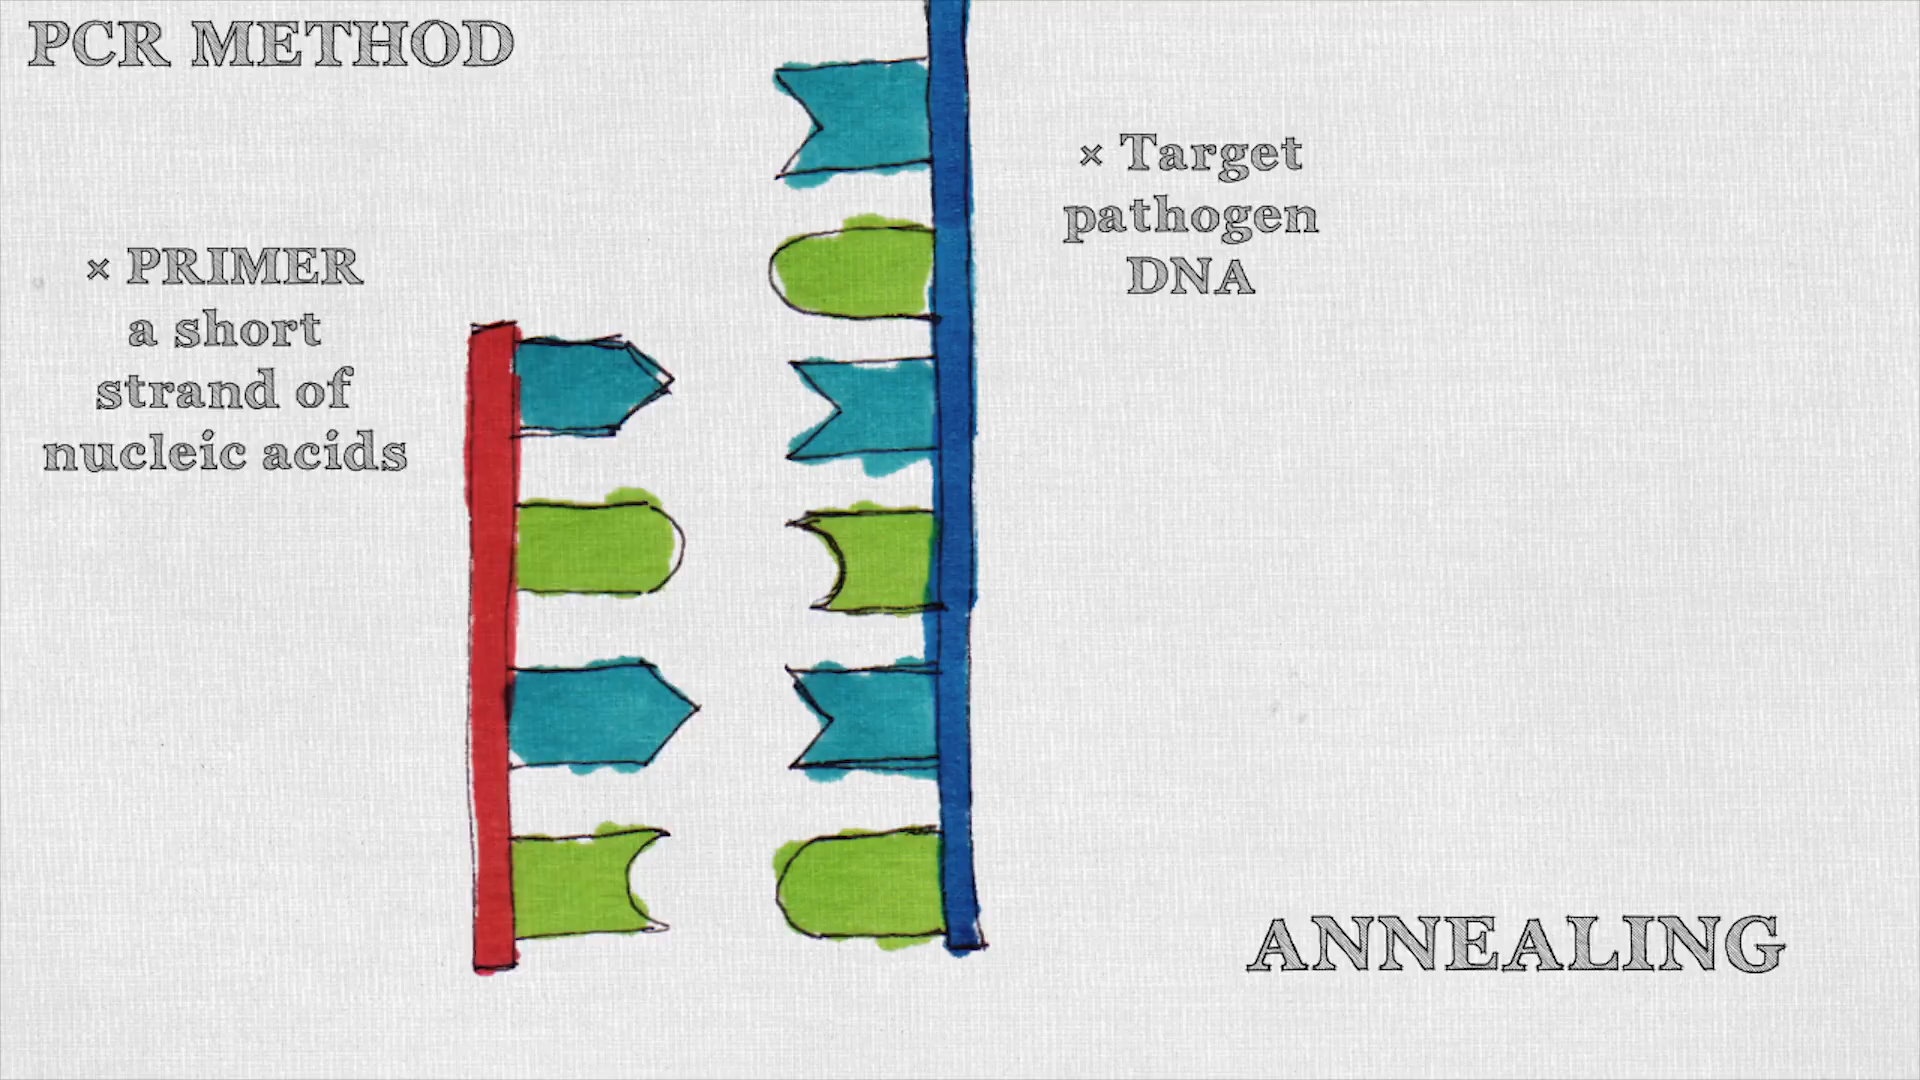 PCR METHOD
× PRIMER
a short
strand of
nucleic acids
× Target
pathogen
DNA
ANNEALING